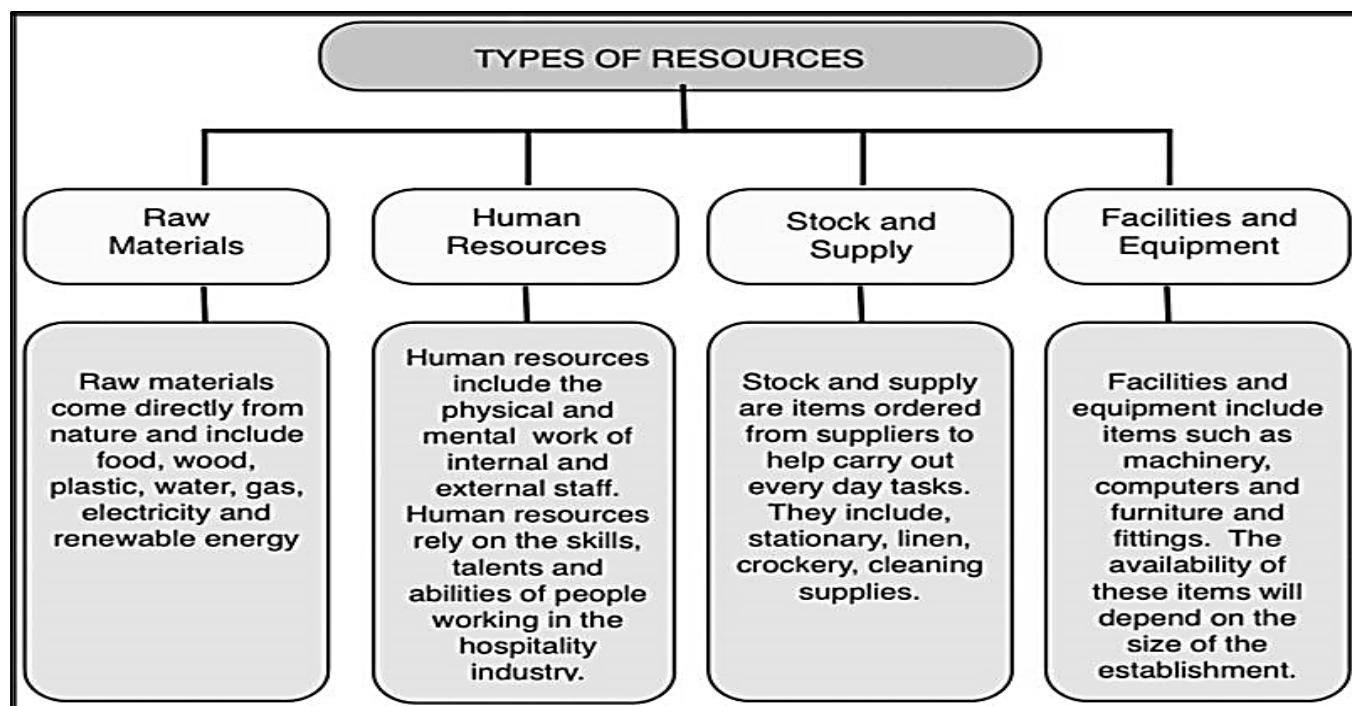 TYPES OF RESOURCES
Raw
Materials
Human
Resources
Stock and
Supply
Facilities and
Equipment
Raw materials
come directly from
nature and include
food, wood,
plastic, water, gas,
electricity and
renewable energy
Human resources
include the
physical and
mental work of
internal and
external staff.
Human resources
rely on the skills,
talents and
abilities of people
working in the
hospitality
industry.
Stock and supply
are items ordered
from suppliers to
help carry out
every day tasks.
They include,
stationary, linen,
crockery, cleaning
supplies.
Facilities and
equipment include
items such as
machinery,
computers and
furniture and
fittings. The
availability of
these items will
depend on the
size of the
establishment.